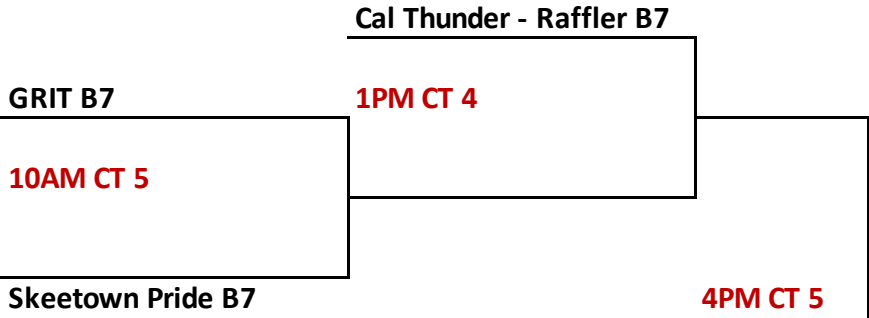 Cal Thunder - Raffler B7
GRIT B7
1PM CT 4
10AM CT 5
Skeetown Pride B7
4PM CT 5